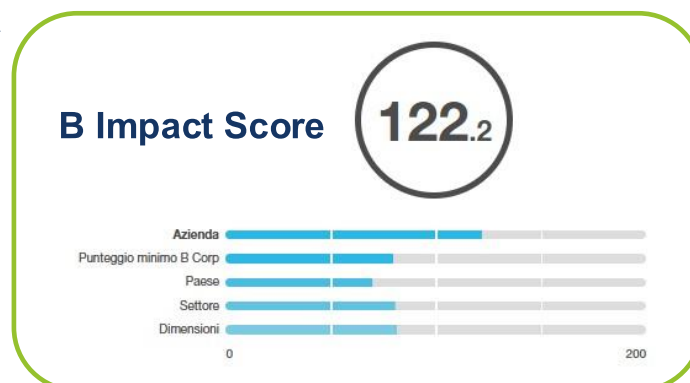 B Impact Score
122.2
Azienda
Punteggio minimo B Corp
Paese
Settore
Dimensioni
0 200